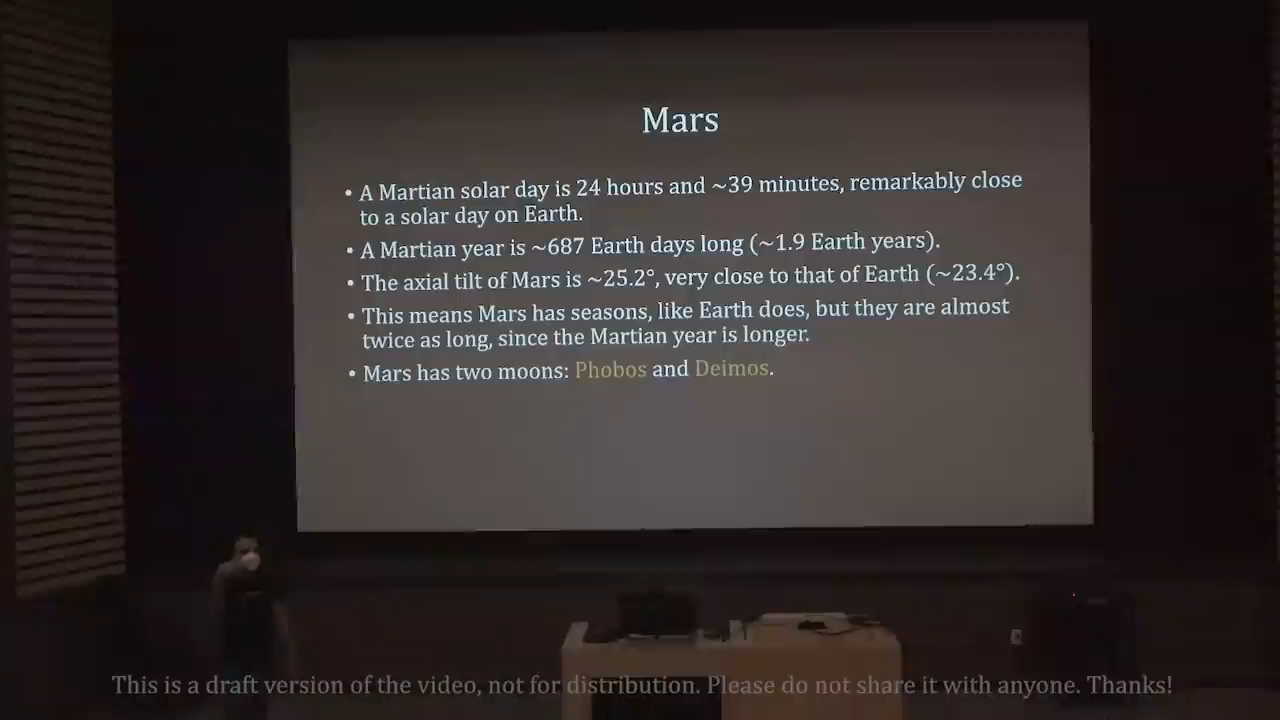 Mars
• A Martian solar day is 24 hours and ~39 minutes, remarkably close
to a solar day on Earth.
• A Martian year is ~687 Earth days long (~1.9 Earth years).
• The axial tilt of Mars is ~25.2°, very close to that of Earth (~23.4°).
• This means Mars has seasons, like Earth does, but they are almost
twice as long, since the Martian year is longer.
• Mars has two moons: Phobos and Deimos.
This is a draft version of the video, not for distribution. Please do not share it with anyone. Thanks!